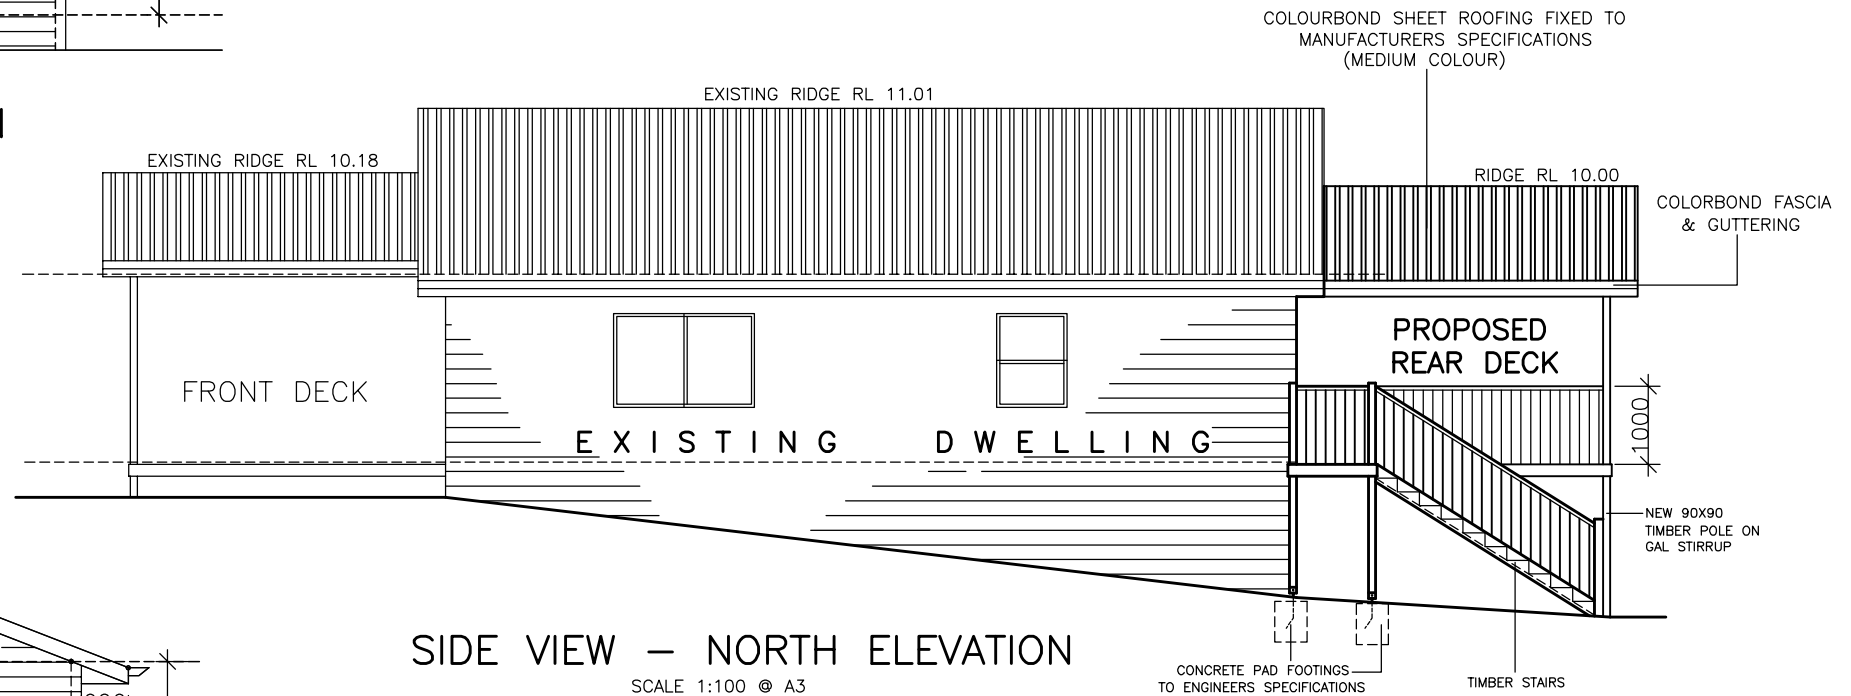 COLOURBOND SHEET ROOFING FIXED TO
MANUFACTURERS SPECIFICATIONS
(MEDIUM COLOUR)
EXISTING RIDGE RL 11.01
EXISTING RIDGE RL 10.18
RIDGE RL 10.00
COLORBOND FASCIA
& GUTTERING
PROPOSED
REAR DECK
FRONT DECK
1000
EXISTING DWELLING
NEW 90X90
TIMBER POLE ON
GAL STIRRUP
SIDE VIEW – NORTH ELEVATION
SCALE 1:100 @ A3
CONCRETE PAD FOOTINGS
TO ENGINEERS SPECIFICATIONS
TIMBER STAIRS